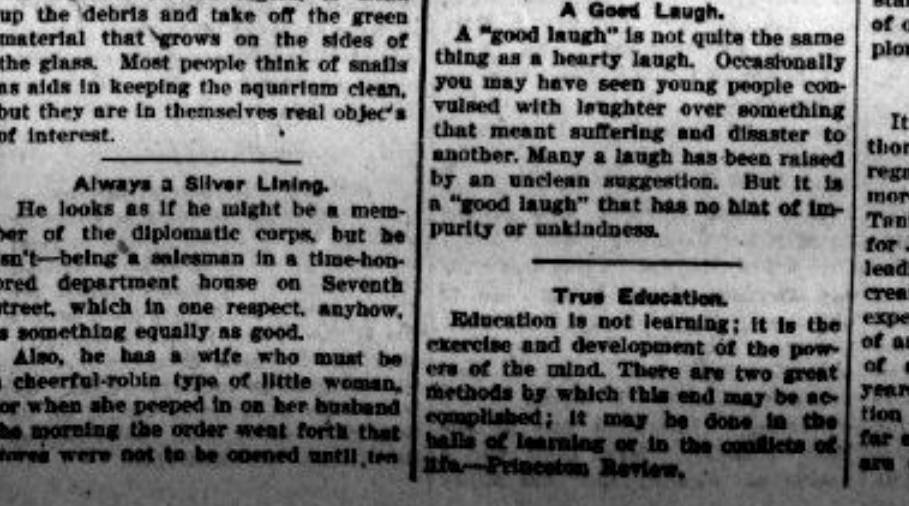 up the debris and take off the green
material that grows on the sides of
the glass. Most people think of snails
as aids in keeping the aquarium clean,
but they are in themselves real objec's
of interest.
Always a Silver Lining.
He looks as if he might be a mem-
ber of the diplomatic corps, but he
isn't—being a salesman in a time-hon-
ored department house on Seventh
street, which in one respect, anyhow,
is something equally as good.
Also, he has a wife who must be
cheerful-robin type of little woman,
for when she peeped in on her husband
the morning the order went forth that
stores were not to be opened until ten
A Good Laugh.
A "good laugh" is not quite the same
thing as a hearty laugh. Occasionally
you may have seen young people con-
vulsed with laughter over something
that meant suffering and disaster to
another. Many a laugh has been raised
by an unclean suggestion. But it is
a "good laugh" that has no hint of im-
purity or unkindness.
True Education.
Education is not learning; it is the
exercise and development of the pow-
ers of the mind. There are two great
methods by which this end may be ac-
complished; it may be done in the
halls of learning or in the conflicts of
life.—Princeton Review.
of
It
for
of
of
far
are